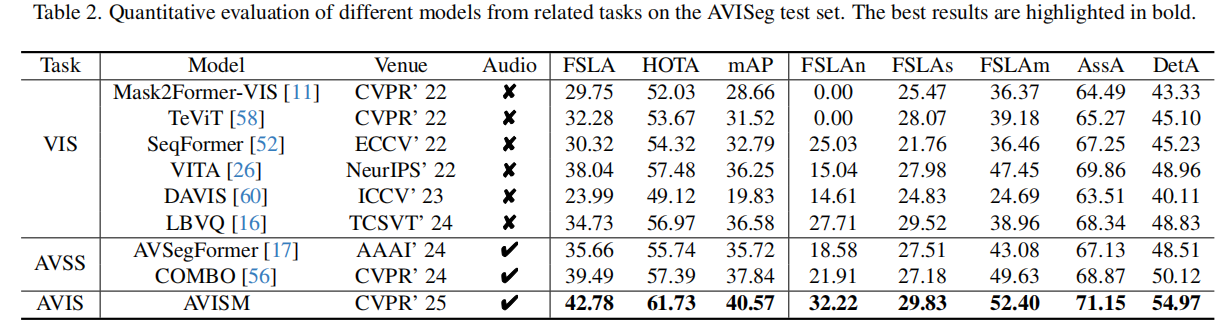 Table 2. Quantitative evaluation of different models from related tasks on the AVISeg test set. The best results are highlighted in bold.
Task Model Venue Audio FSLA HOTA mAP FSLAn FSLAs FSLAm AssA DetA
Mask2Former-VIS [11] CVPR' 22 ✘ 29.75 52.03 28.66 0.00 25.47 36.37 64.49 43.33
TeViT [58] CVPR' 22 ✘ 32.28 53.67 31.52 0.00 28.07 39.18 65.27 45.10
VIS SeqFormer [52] ECCV' 22 ✘ 30.32 54.32 32.79 25.03 21.76 36.46 67.25 45.23
VITA [26] NeurIPS' 22 ✘ 38.04 57.48 36.25 15.04 27.98 47.45 69.86 48.96
DAVIS [60] ICCV' 23 ✘ 23.99 49.12 19.83 14.61 24.83 24.69 63.51 40.11
LBVQ [16] TCSVT' 24 ✘ 34.73 56.97 36.58 27.71 29.52 38.96 68.34 48.83
AVSS AVSegFormer [17] AAAI' 24 ✔ 35.66 55.74 35.72 18.58 27.51 43.08 67.13 48.51
COMBO [56] CVPR' 24 ✔ 39.49 57.39 37.84 21.91 27.18 49.63 68.87 50.12
AVIS AVISM CVPR' 25 ✔ 42.78 61.73 40.57 32.22 29.83 52.40 71.15 54.97